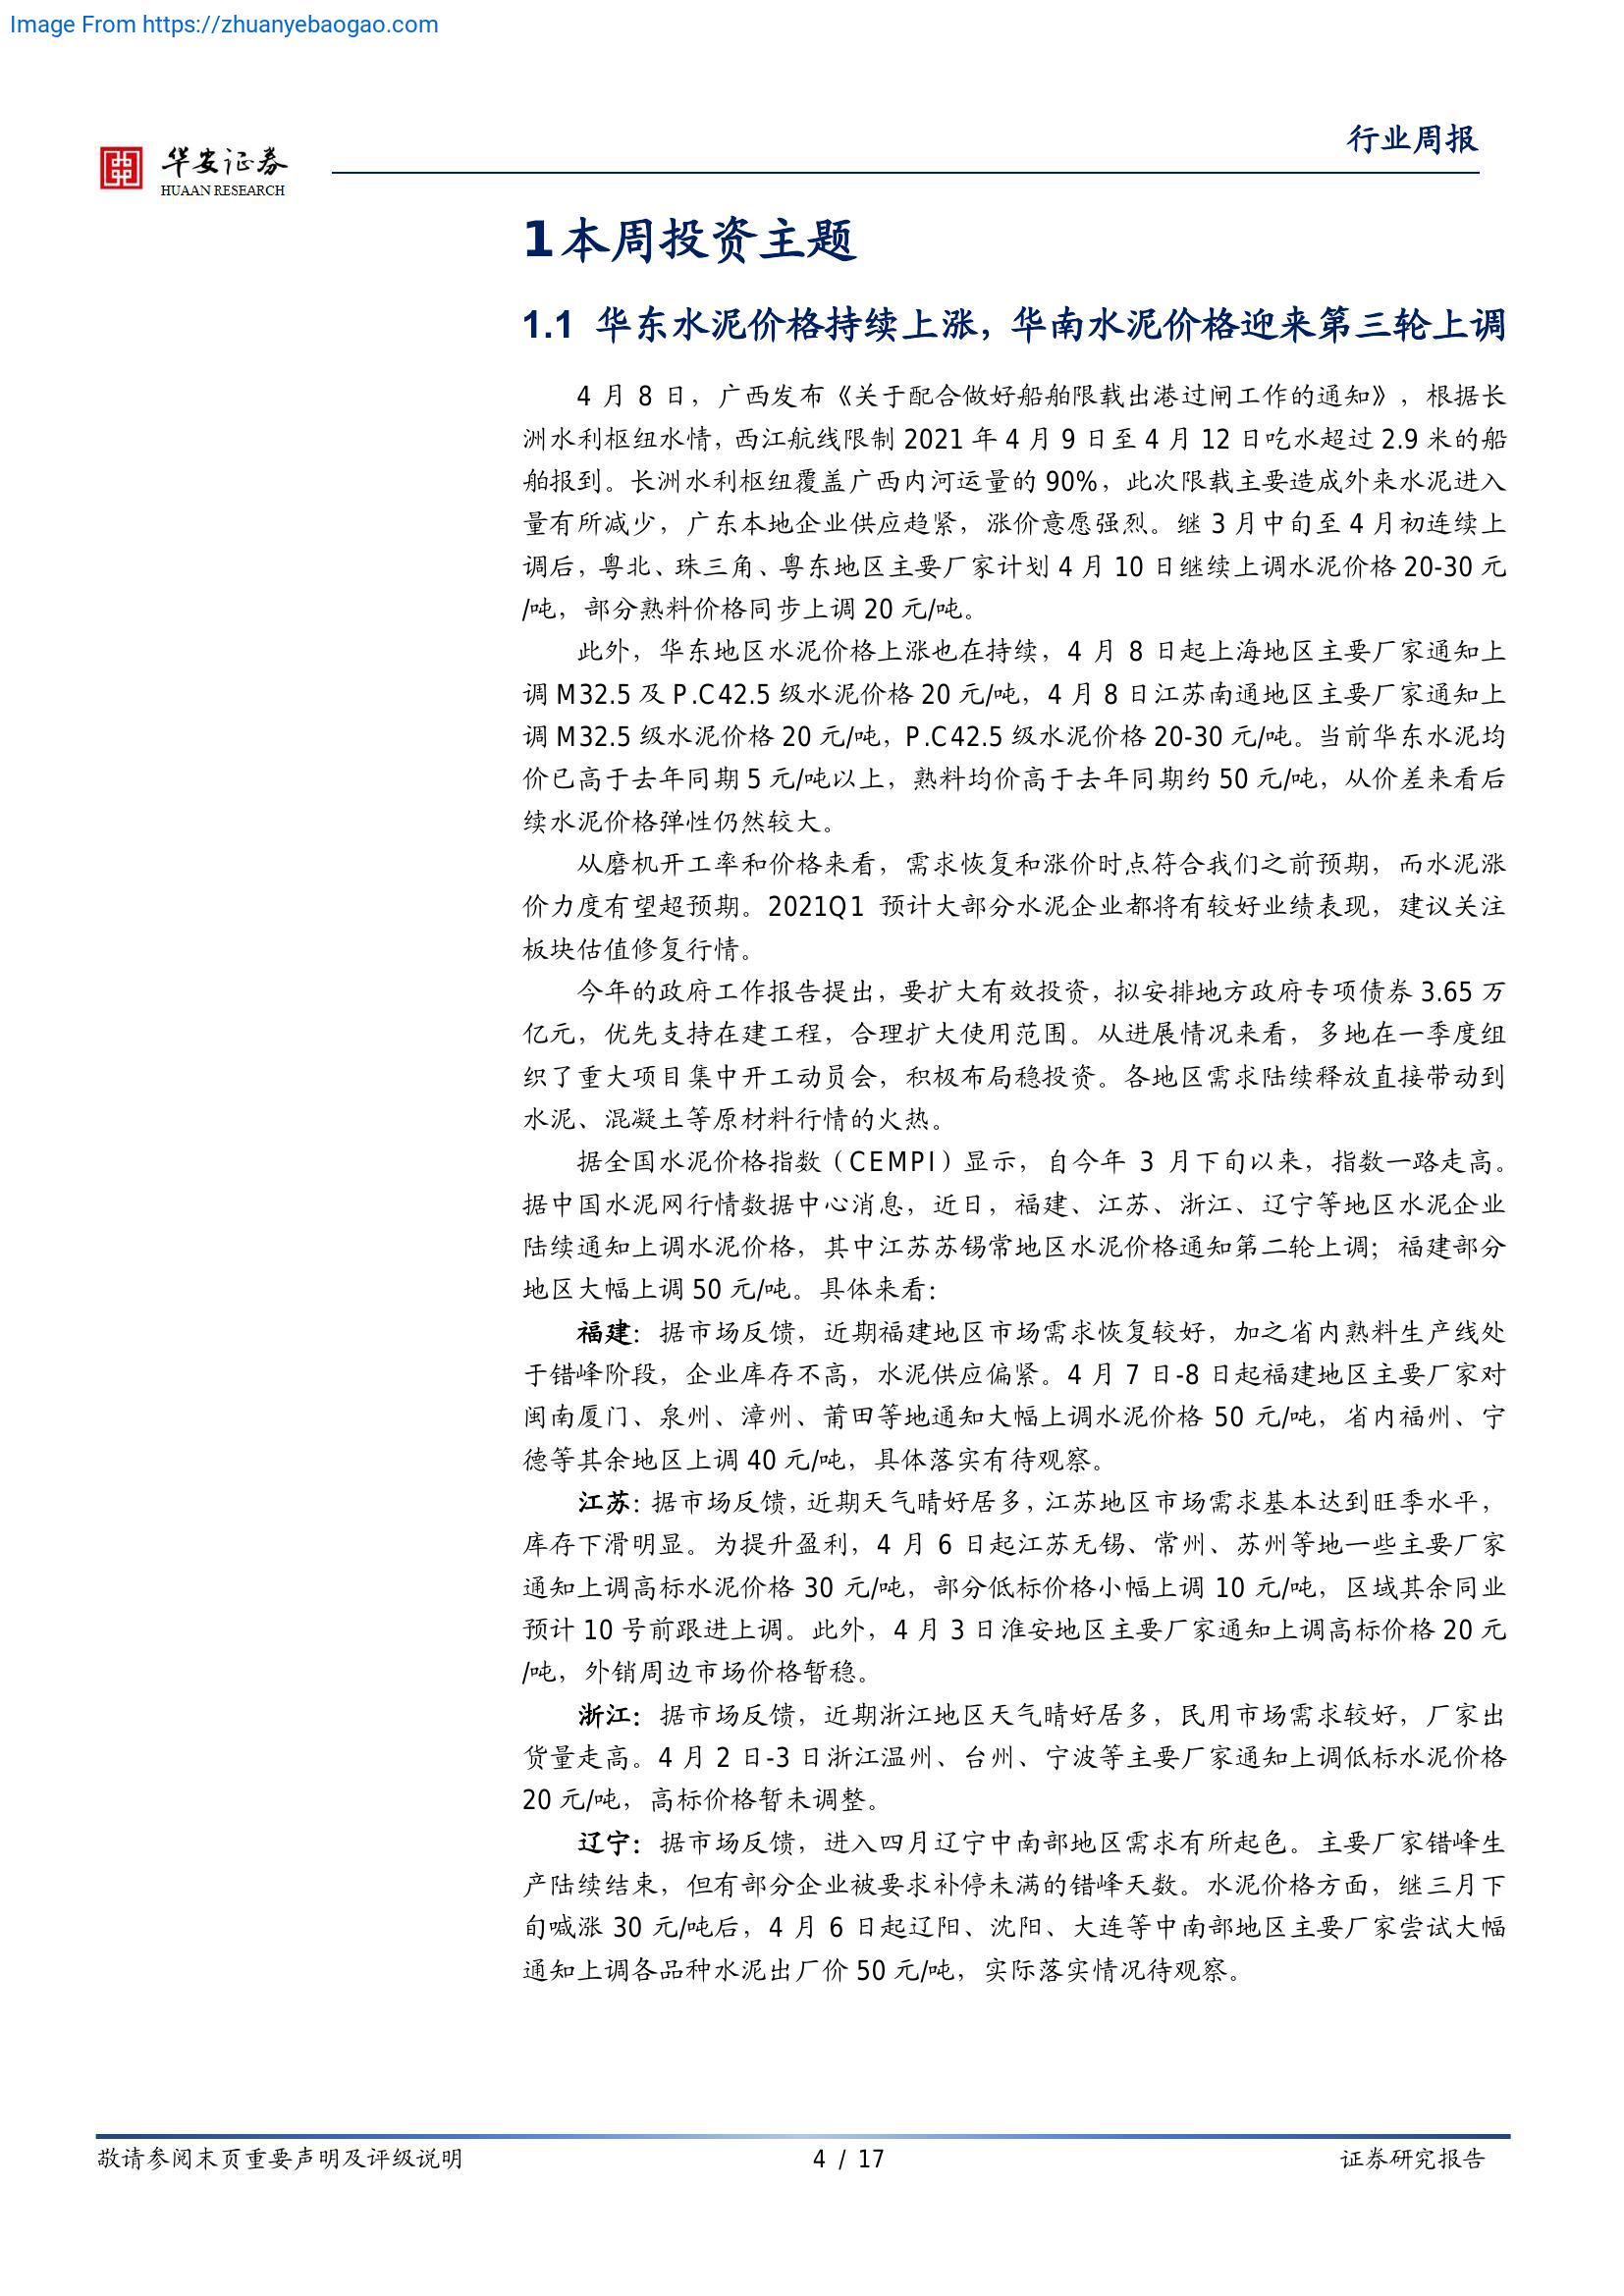 Image From https://zhuanyebaogao.com
行业周报
华安证券
HUAAN RESEARCH
1本周投资主题
1.1 华东水泥价格持续上涨，华南水泥价格迎来第三轮上调
4 月 8 日，广西发布《关于配合做好船舶限载出港过闸工作的通知》，根据长
洲水利枢纽水情，西江航线限制 2021 年 4 月 9 日至 4 月 12 日吃水超过 2.9 米的船
舶报到。长洲水利枢纽覆盖广西内河运量的 90%，此次限载主要造成外来水泥进入
量有所减少，广东本地企业供应趋紧，涨价意愿强烈。继 3 月中旬至 4 月初连续上
调后，粤北、珠三角、粤东地区主要厂家计划 4 月 10 日继续上调水泥价格 20-30 元
/吨，部分熟料价格同步上调 20 元/吨。
此外，华东地区水泥价格上涨也在持续，4 月 8 日起上海地区主要厂家通知上
调 M32.5 及 P.C42.5 级水泥价格 20 元/吨，4 月 8 日江苏南通地区主要厂家通知上
调 M32.5 级水泥价格 20 元/吨，P.C42.5 级水泥价格 20-30 元/吨。当前华东水泥均
价已高于去年同期 5 元/吨以上，熟料均价高于去年同期约 50 元/吨，从价差来看后
续水泥价格弹性仍然较大。
从磨机开工率和价格来看，需求恢复和涨价时点符合我们之前预期，而水泥涨
价力度有望超预期。2021Q1 预计大部分水泥企业都将有较好业绩表现，建议关注
板块估值修复行情。
今年的政府工作报告提出，要扩大有效投资，拟安排地方政府专项债券 3.65 万
亿元，优先支持在建工程，合理扩大使用范围。从进展情况来看，多地在一季度组
织了重大项目集中开工动员会，积极布局稳投资。各地区需求陆续释放直接带动到
水泥、混凝土等原材料行情的火热。
据全国水泥价格指数（CEMPI）显示，自今年 3 月下旬以来，指数一路走高。
据中国水泥网行情数据中心消息，近日，福建、江苏、浙江、辽宁等地区水泥企业
陆续通知上调水泥价格，其中江苏苏锡常地区水泥价格通知第二轮上调；福建部分
地区大幅上调 50 元/吨。具体来看：
福建：据市场反馈，近期福建地区市场需求恢复较好，加之省内熟料生产线处
于错峰阶段，企业库存不高，水泥供应偏紧。4 月 7 日-8 日起福建地区主要厂家对
闽南厦门、泉州、漳州、莆田等地通知大幅上调水泥价格 50 元/吨，省内福州、宁
德等其余地区上调 40 元/吨，具体落实有待观察。
江苏：据市场反馈，近期天气晴好居多，江苏地区市场需求基本达到旺季水平，
库存下滑明显。为提升盈利，4 月 6 日起江苏无锡、常州、苏州等地一些主要厂家
通知上调高标水泥价格 30 元/吨，部分低标价格小幅上调 10 元/吨，区域其余同业
预计 10 号前跟进上调。此外，4 月 3 日淮安地区主要厂家通知上调高标价格 20 元
/吨，外销周边市场价格暂稳。
浙江：据市场反馈，近期浙江地区天气晴好居多，民用市场需求较好，厂家出
货量走高。4 月 2 日-3 日浙江温州、台州、宁波等主要厂家通知上调低标水泥价格
20 元/吨，高标价格暂未调整。
辽宁：据市场反馈，进入四月辽宁中南部地区需求有所起色。主要厂家错峰生
产陆续结束，但有部分企业被要求补停未满的错峰天数。水泥价格方面，继三月下
旬喊涨 30 元/吨后，4 月 6 日起辽阳、沈阳、大连等中南部地区主要厂家尝试大幅
通知上调各品种水泥出厂价 50 元/吨，实际落实情况待观察。
敬请参阅末页重要声明及评级说明
4 / 17
证券研究报告